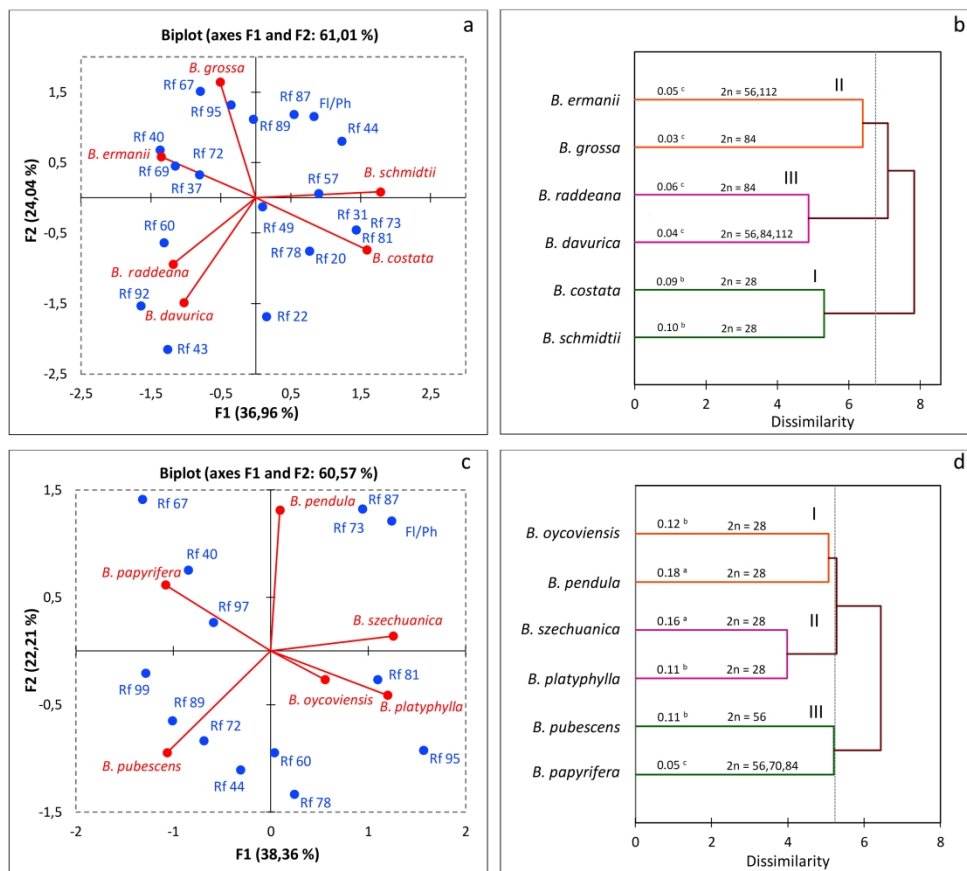 a
Biplot (axes F1 and F2: 61,01 %)
B. grossa
Rf 67
Rf 95
Rf 87
Fl/Ph
Rf 89
Rf 44
Rf 40
Rf 72
B. ermanii
Rf 69
Rf 37
Rf 57
B. schmidtii
Rf 49
Rf 31
Rf 73
Rf 81
Rf 60
Rf 78
Rf 20
B. costata
B. raddeana
Rf 92
B. davurica
Rf 22
Rf 43
1,5
0,5
-0,5
-1,5
-2,5
F2 (24,04 %)
-2,5 -1,5 -0,5 0,5 1,5 2,5
F1 (36,96 %)
b
B. ermanii 0.05 c 2n = 56,112 II
B. grossa 0.03 c 2n = 84
B. raddeana 0.06 c 2n = 84 III
B. davurica 0.04 c 2n = 56,84,112
B. costata 0.09 b 2n = 28 I
B. schmidtii 0.10 b 2n = 28
0 2 4 6 8
Dissimilarity
c
Biplot (axes F1 and F2: 60,57 %)
Rf 67
B. pendula
Rf 87
Rf 73
Fl/Ph
Rf 40
B. papyrifera
Rf 97
B. szechuanica
Rf 99
Rf 81
B. oycoviensis
Rf 89
B. platyphylla
Rf 72
B. pubescens
Rf 60
Rf 95
Rf 44
Rf 78
1,5
0,5
-0,5
-1,5
F2 (22,21 %)
-2 -1 0 1 2
F1 (38,36 %)
d
B. oycoviensis 0.12 b 2n = 28 I
B. pendula 0.18 a 2n = 28
B. szechuanica 0.16 a 2n = 28 II
B. platyphylla 0.11 b 2n = 28
B. pubescens 0.11 b 2n = 56 III
B. papyrifera 0.05 c 2n = 56,70,84
0 2 4 6 8
Dissimilarity